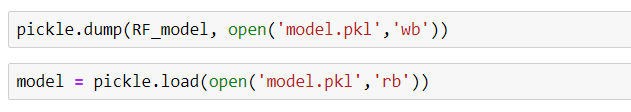 pickle.dump(RF_model, open('model.pkl','wb'))
model = pickle.load(open('model.pkl','rb'))